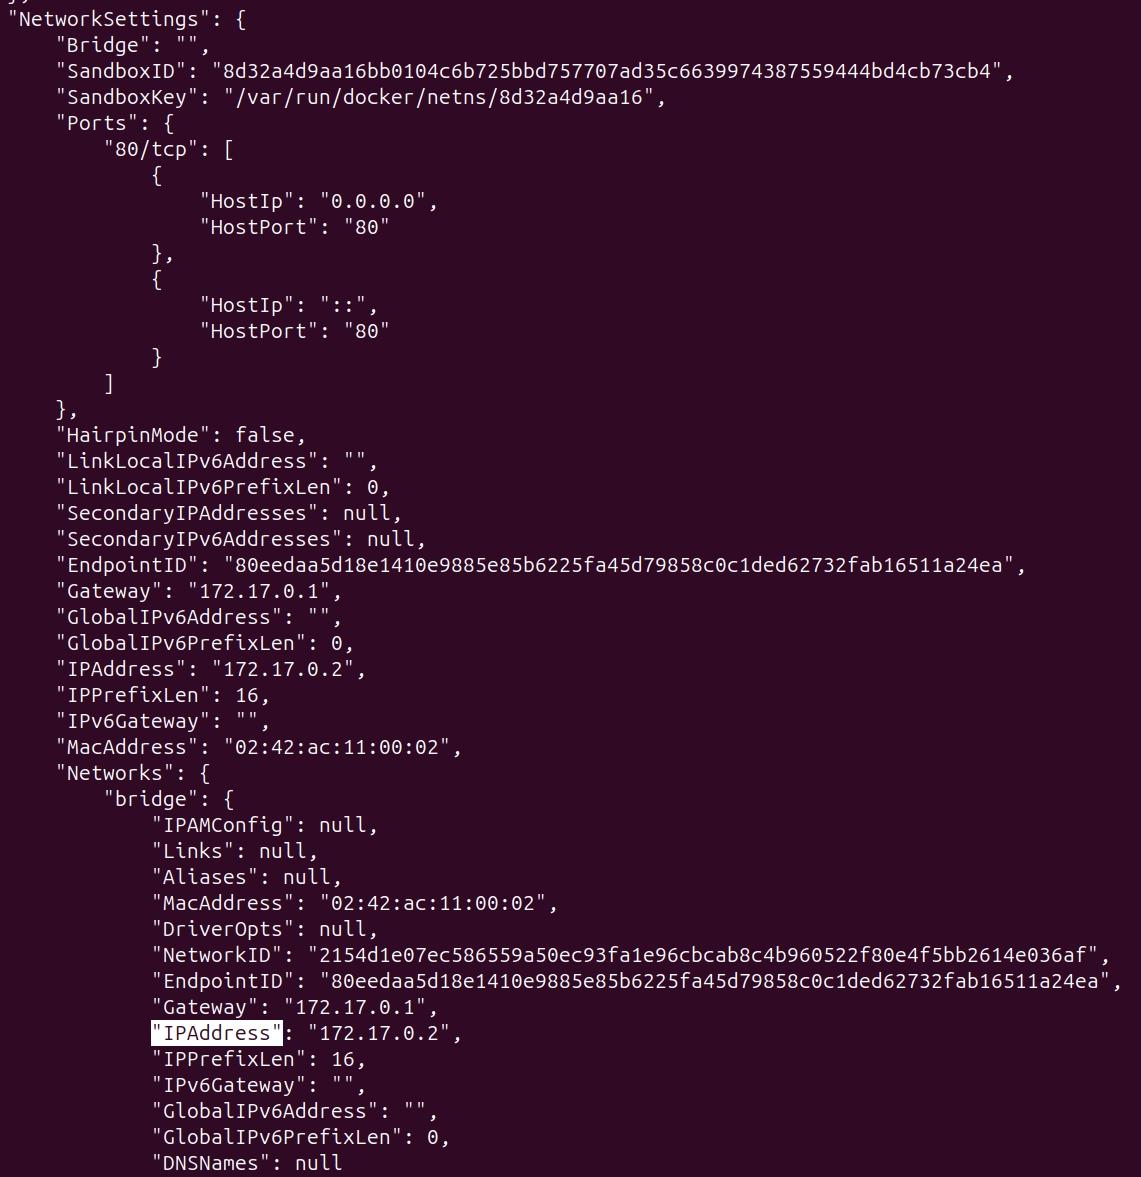 "NetworkSettings": {
    "Bridge": "",
    "SandboxID": "8d32a4d9aa16bb0104c6b725bbd757707ad35c6639974387559444bd4cb73cb4",
    "SandboxKey": "/var/run/docker/netns/8d32a4d9aa16",
    "Ports": {
        "80/tcp": [
            {
                "HostIp": "0.0.0.0",
                "HostPort": "80"
            },
            {
                "HostIp": "::",
                "HostPort": "80"
            }
        ]
    },
    "HairpinMode": false,
    "LinkLocalIPv6Address": "",
    "LinkLocalIPv6PrefixLen": 0,
    "SecondaryIPAddresses": null,
    "SecondaryIPv6Addresses": null,
    "EndpointID": "80eedaa5d18e1410e9885e85b6225fa45d79858c0c1ded62732fab16511a24ea",
    "Gateway": "172.17.0.1",
    "GlobalIPv6Address": "",
    "GlobalIPv6PrefixLen": 0,
    "IPAddress": "172.17.0.2",
    "IPPrefixLen": 16,
    "IPv6Gateway": "",
    "MacAddress": "02:42:ac:11:00:02",
    "Networks": {
        "bridge": {
            "IPAMConfig": null,
            "Links": null,
            "Aliases": null,
            "MacAddress": "02:42:ac:11:00:02",
            "DriverOpts": null,
            "NetworkID": "2154d1e07ec586559a50ec93fa1e96cbcab8c4b960522f80e4f5bb2614e036af",
            "EndpointID": "80eedaa5d18e1410e9885e85b6225fa45d79858c0c1ded62732fab16511a24ea",
            "Gateway": "172.17.0.1",
            "IPAddress": "172.17.0.2",
            "IPPrefixLen": 16,
            "IPv6Gateway": "",
            "GlobalIPv6Address": "",
            "GlobalIPv6PrefixLen": 0,
            "DNSNames": null